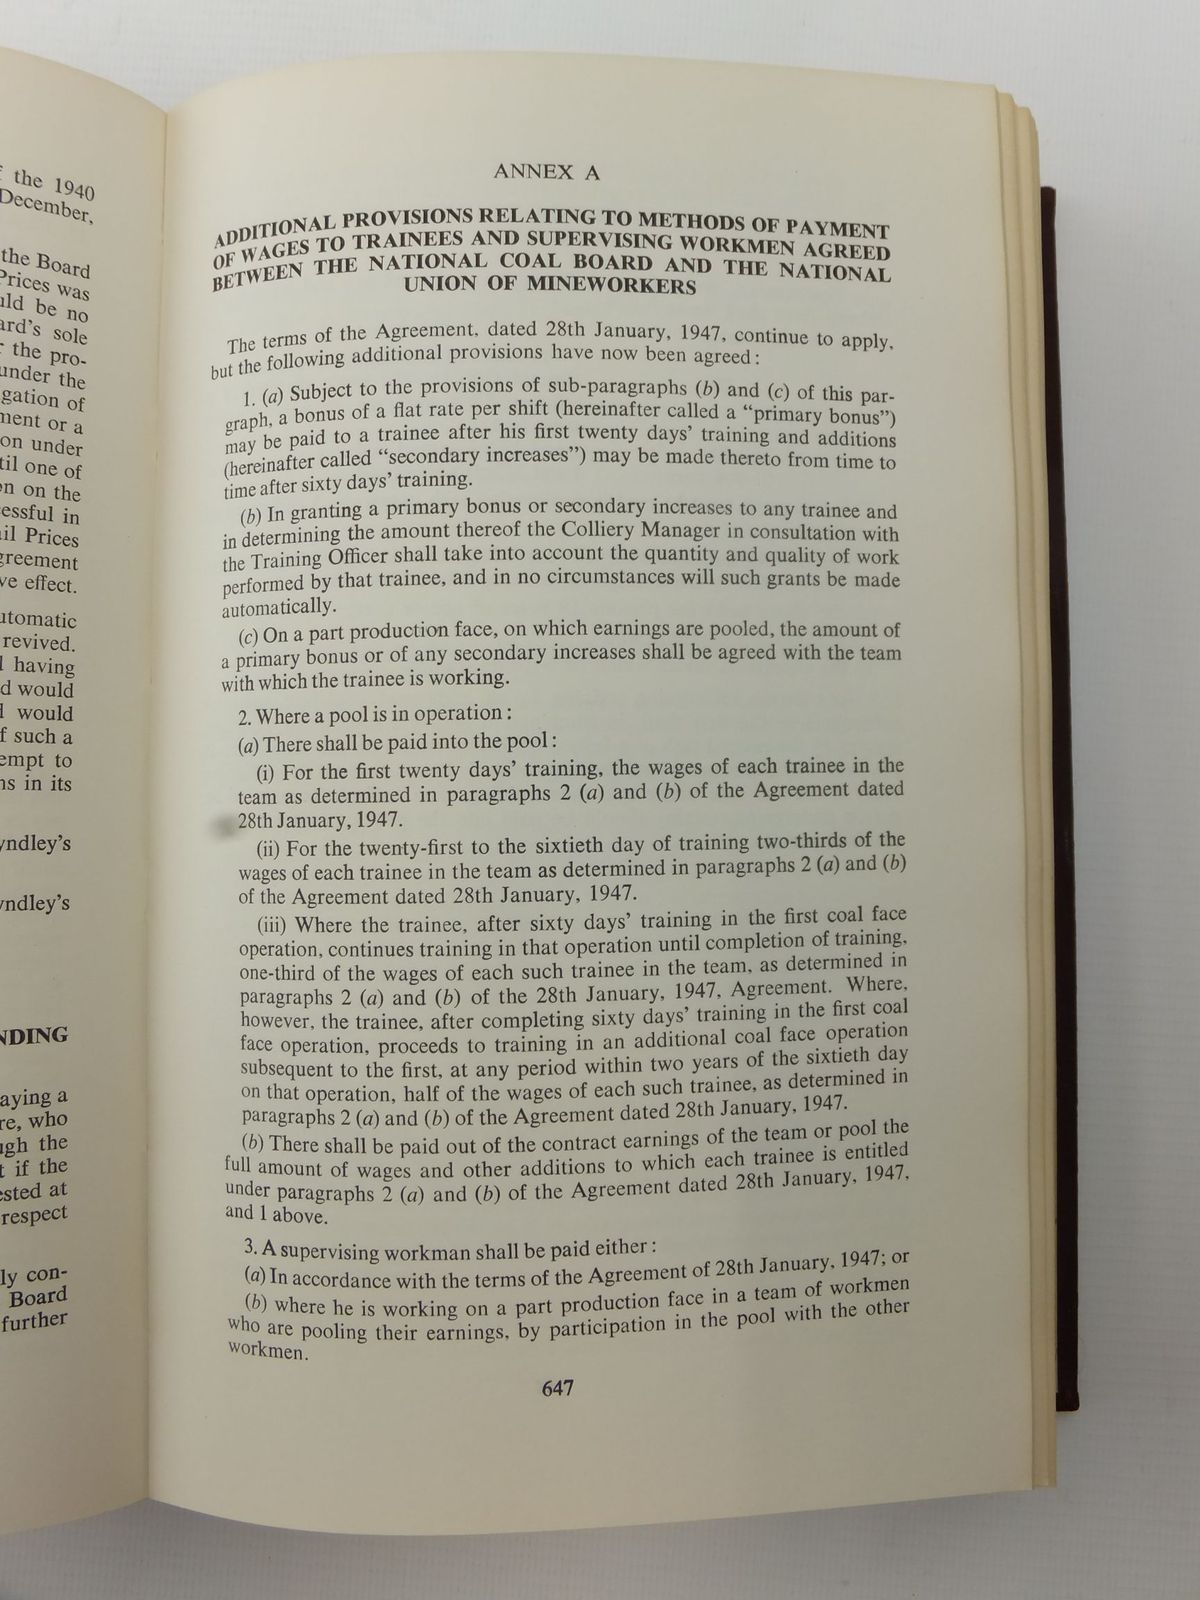 f the 1940
December,
the Board
Prices was
uld be no
ard's sole
r the pro-
under the
gation of
ment or a
on under
til one of
on on the
essful in
ail Prices
greement
ve effect.
utomatic
revived.
l having
d would
l would
f such a
empt to
ns in its
yndley's
yndley's
NDING
aying a
re, who
ugh the
t if the
ested at
respect
ly con-
Board
further
ANNEX A
ADDITIONAL PROVISIONS RELATING TO METHODS OF PAYMENT
OF WAGES TO TRAINEES AND SUPERVISING WORKMEN AGREED
BETWEEN THE NATIONAL COAL BOARD AND THE NATIONAL
UNION OF MINEWORKERS
The terms of the Agreement, dated 28th January, 1947, continue to apply,
but the following additional provisions have now been agreed:
1. (a) Subject to the provisions of sub-paragraphs (b) and (c) of this par-
graph, a bonus of a flat rate per shift (hereinafter called a “primary bonus”)
may be paid to a trainee after his first twenty days’ training and additions
(hereinafter called “secondary increases”) may be made thereto from time to
time after sixty days’ training.
(b) In granting a primary bonus or secondary increases to any trainee and
in determining the amount thereof the Colliery Manager in consultation with
the Training Officer shall take into account the quantity and quality of work
performed by that trainee, and in no circumstances will such grants be made
automatically.
(c) On a part production face, on which earnings are pooled, the amount of
a primary bonus or of any secondary increases shall be agreed with the team
with which the trainee is working.
2. Where a pool is in operation:
(a) There shall be paid into the pool:
(i) For the first twenty days’ training, the wages of each trainee in the
team as determined in paragraphs 2 (a) and (b) of the Agreement dated
28th January, 1947.
(ii) For the twenty-first to the sixtieth day of training two-thirds of the
wages of each trainee in the team as determined in paragraphs 2 (a) and (b)
of the Agreement dated 28th January, 1947.
(iii) Where the trainee, after sixty days’ training in the first coal face
operation, continues training in that operation until completion of training,
one-third of the wages of each such trainee in the team, as determined in
paragraphs 2 (a) and (b) of the 28th January, 1947, Agreement. Where,
however, the trainee, after completing sixty days’ training in the first coal
face operation, proceeds to training in an additional coal face operation
subsequent to the first, at any period within two years of the sixtieth day
on that operation, half of the wages of each such trainee, as determined in
paragraphs 2 (a) and (b) of the Agreement dated 28th January, 1947.
(b) There shall be paid out of the contract earnings of the team or pool the
full amount of wages and other additions to which each trainee is entitled
under paragraphs 2 (a) and (b) of the Agreement dated 28th January, 1947,
and 1 above.
3. A supervising workman shall be paid either:
(a) In accordance with the terms of the Agreement of 28th January, 1947; or
(b) where he is working on a part production face in a team of workmen
who are pooling their earnings, by participation in the pool with the other
workmen.
647